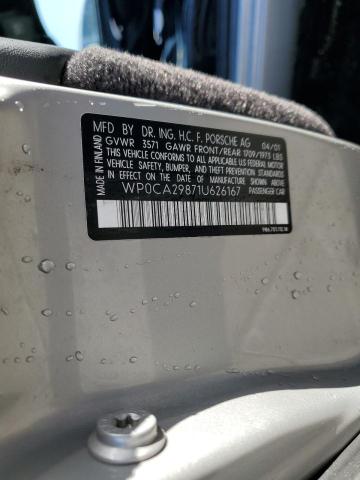 MFD. BY DR. ING. H.C. F. PORSCHE AG 04/01
GVWR 3571 GAWR FRONT/REAR 1709/1973 LBS
THIS VEHICLE CONFORMS TO ALL APPLICABLE US FEDERAL MOTOR
VEHICLE SAFETY, BUMPER, AND THEFT PREVENTION STANDARDS
IN EFFECT ON THE DATE OF MANUFACTURE SHOWN ABOVE
WP0CA29871U626167 PASSENGER CAR
MADE IN FINLAND